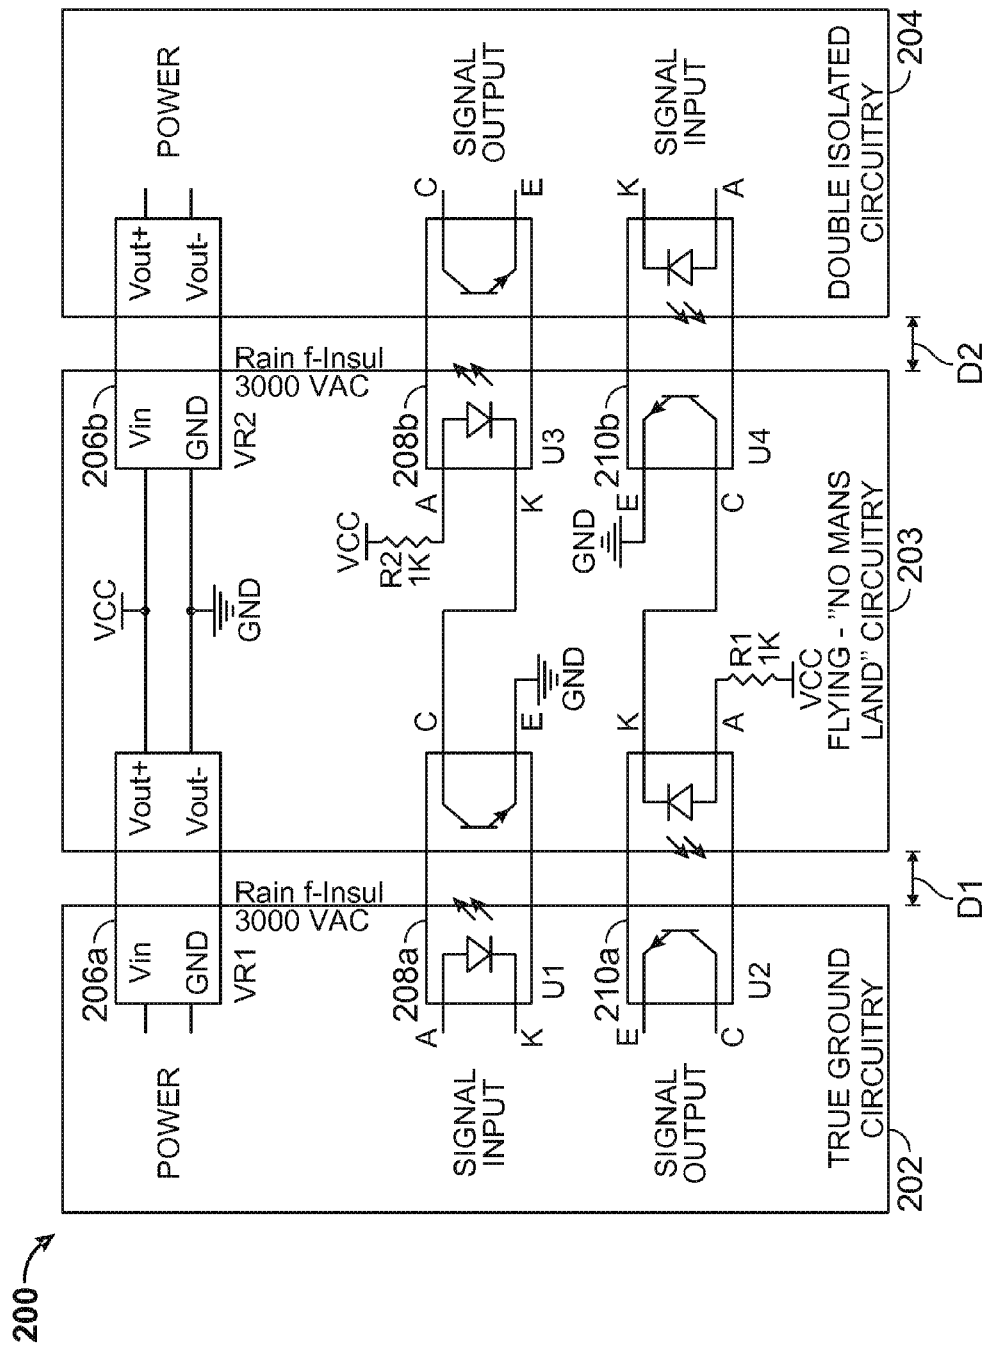 200
POWER
206a
Vin
GND
VR1
Rain f-Insul
3000 VAC
Vout+
Vout-
VCC
GND
206b
Vin
GND
VR2
Rain f-Insul
3000 VAC
Vout+
Vout-
POWER
SIGNAL
INPUT
A
K
208a
U1
C
E
GND
VCC
R2
1K
A
K
208b
U3
C
E
SIGNAL
OUTPUT
SIGNAL
OUTPUT
E
C
210a
U2
K
A
R1
1K
VCC
GND
E
C
210b
U4
K
A
SIGNAL
INPUT
TRUE GROUND
CIRCUITRY
202
D1
FLYING - "NO MANS
LAND" CIRCUITRY
203
D2
DOUBLE ISOLATED
CIRCUITRY
204